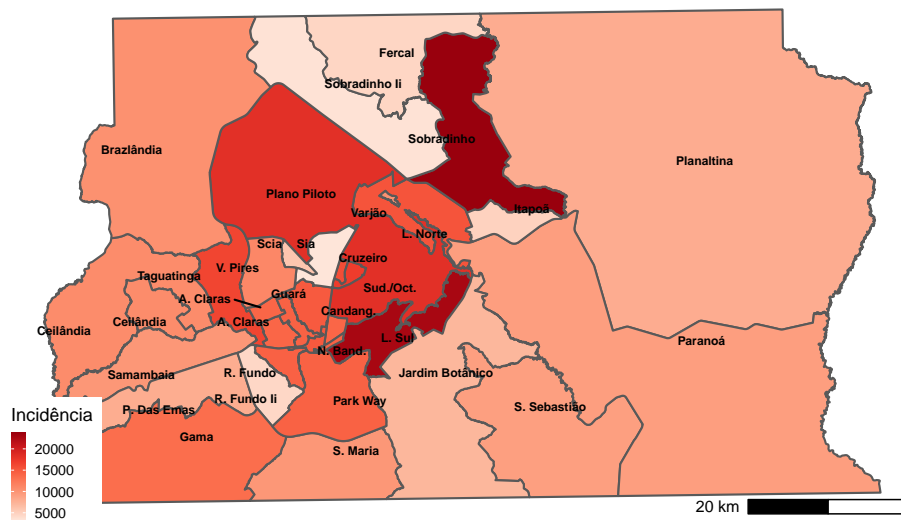 Fercal
Sobradinho Ii
Sobradinho
Brazlândia
Planaltina
Plano Piloto
Varjão
Itapoã
L. Norte
Scia
Sia
Cruzeiro
V. Pires
Taguatinga
Guará
Sud./Oct.
A. Claras
Candang.
Ceilândia
Ceilândia
A. Claras
L. Sul
Paranoá
N. Band.
Samambaia
R. Fundo
Jardim Botânico
R. Fundo Ii
Park Way
P. Das Emas
S. Sebastião
Gama
S. Maria
Incidência
20000
15000
10000
5000
20 km